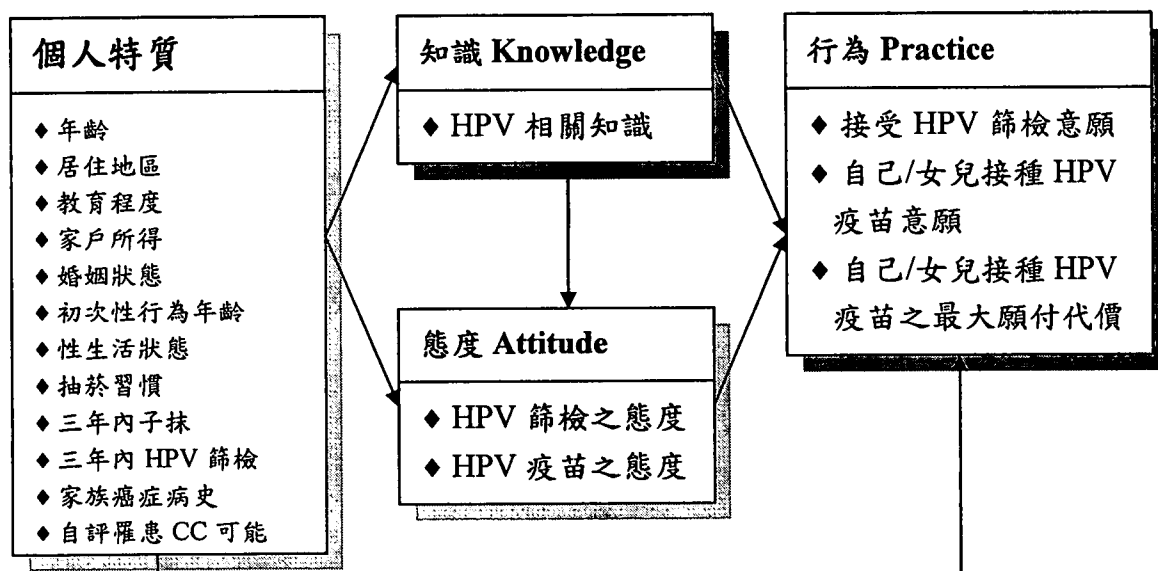 個人特質
◆ 年齡
◆ 居住地區
◆ 教育程度
◆ 家戶所得
◆ 婚姻狀態
◆ 初次性行為年齡
◆ 性生活狀態
◆ 抽菸習慣
◆ 三年內子抹
◆ 三年內 HPV 篩檢
◆ 家族癌症病史
◆ 自評罹患 CC 可能
知識 Knowledge
◆ HPV 相關知識
態度 Attitude
◆ HPV 篩檢之態度
◆ HPV 疫苗之態度
行為 Practice
◆ 接受 HPV 篩檢意願
◆ 自己/女兒接種 HPV
疫苗意願
◆ 自己/女兒接種 HPV
疫苗之最大願付代價